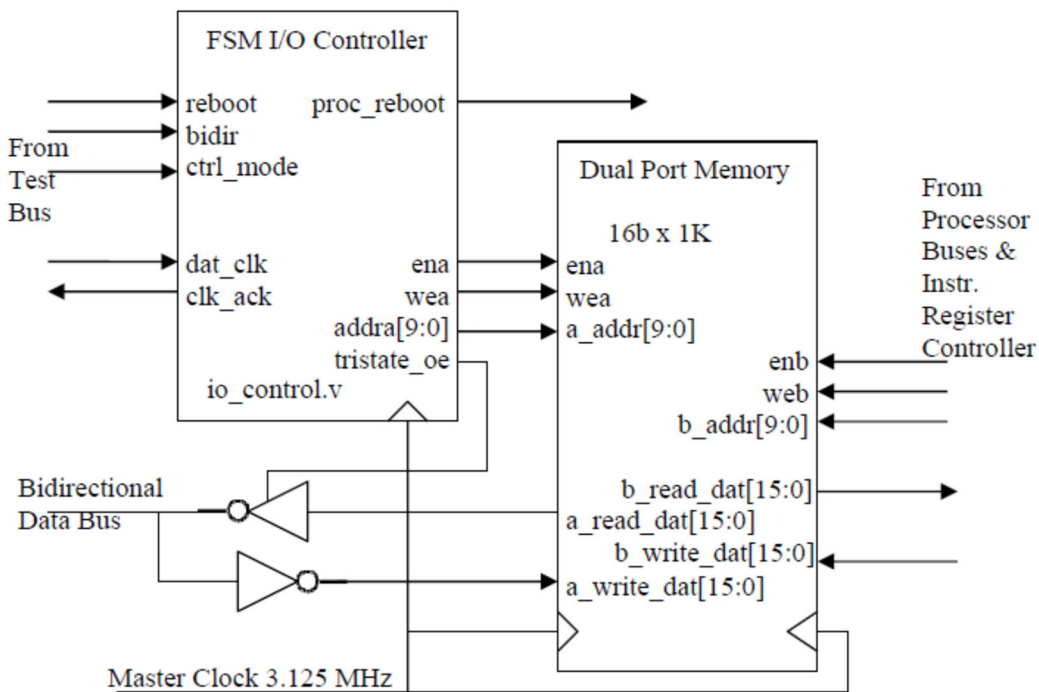 FSM I/O Controller
reboot
proc_reboot
bidir
ctrl_mode
From
Test
Bus
dat_clk
clk_ack
ena
wea
addra[9:0]
tristate_oe
io_control.v
Dual Port Memory
16b x 1K
ena
wea
a_addr[9:0]
enb
web
b_addr[9:0]
b_read_dat[15:0]
a_read_dat[15:0]
b_write_dat[15:0]
a_write_dat[15:0]
From
Processor
Buses &
Instr.
Register
Controller
Bidirectional
Data Bus
Master Clock 3.125 MHz